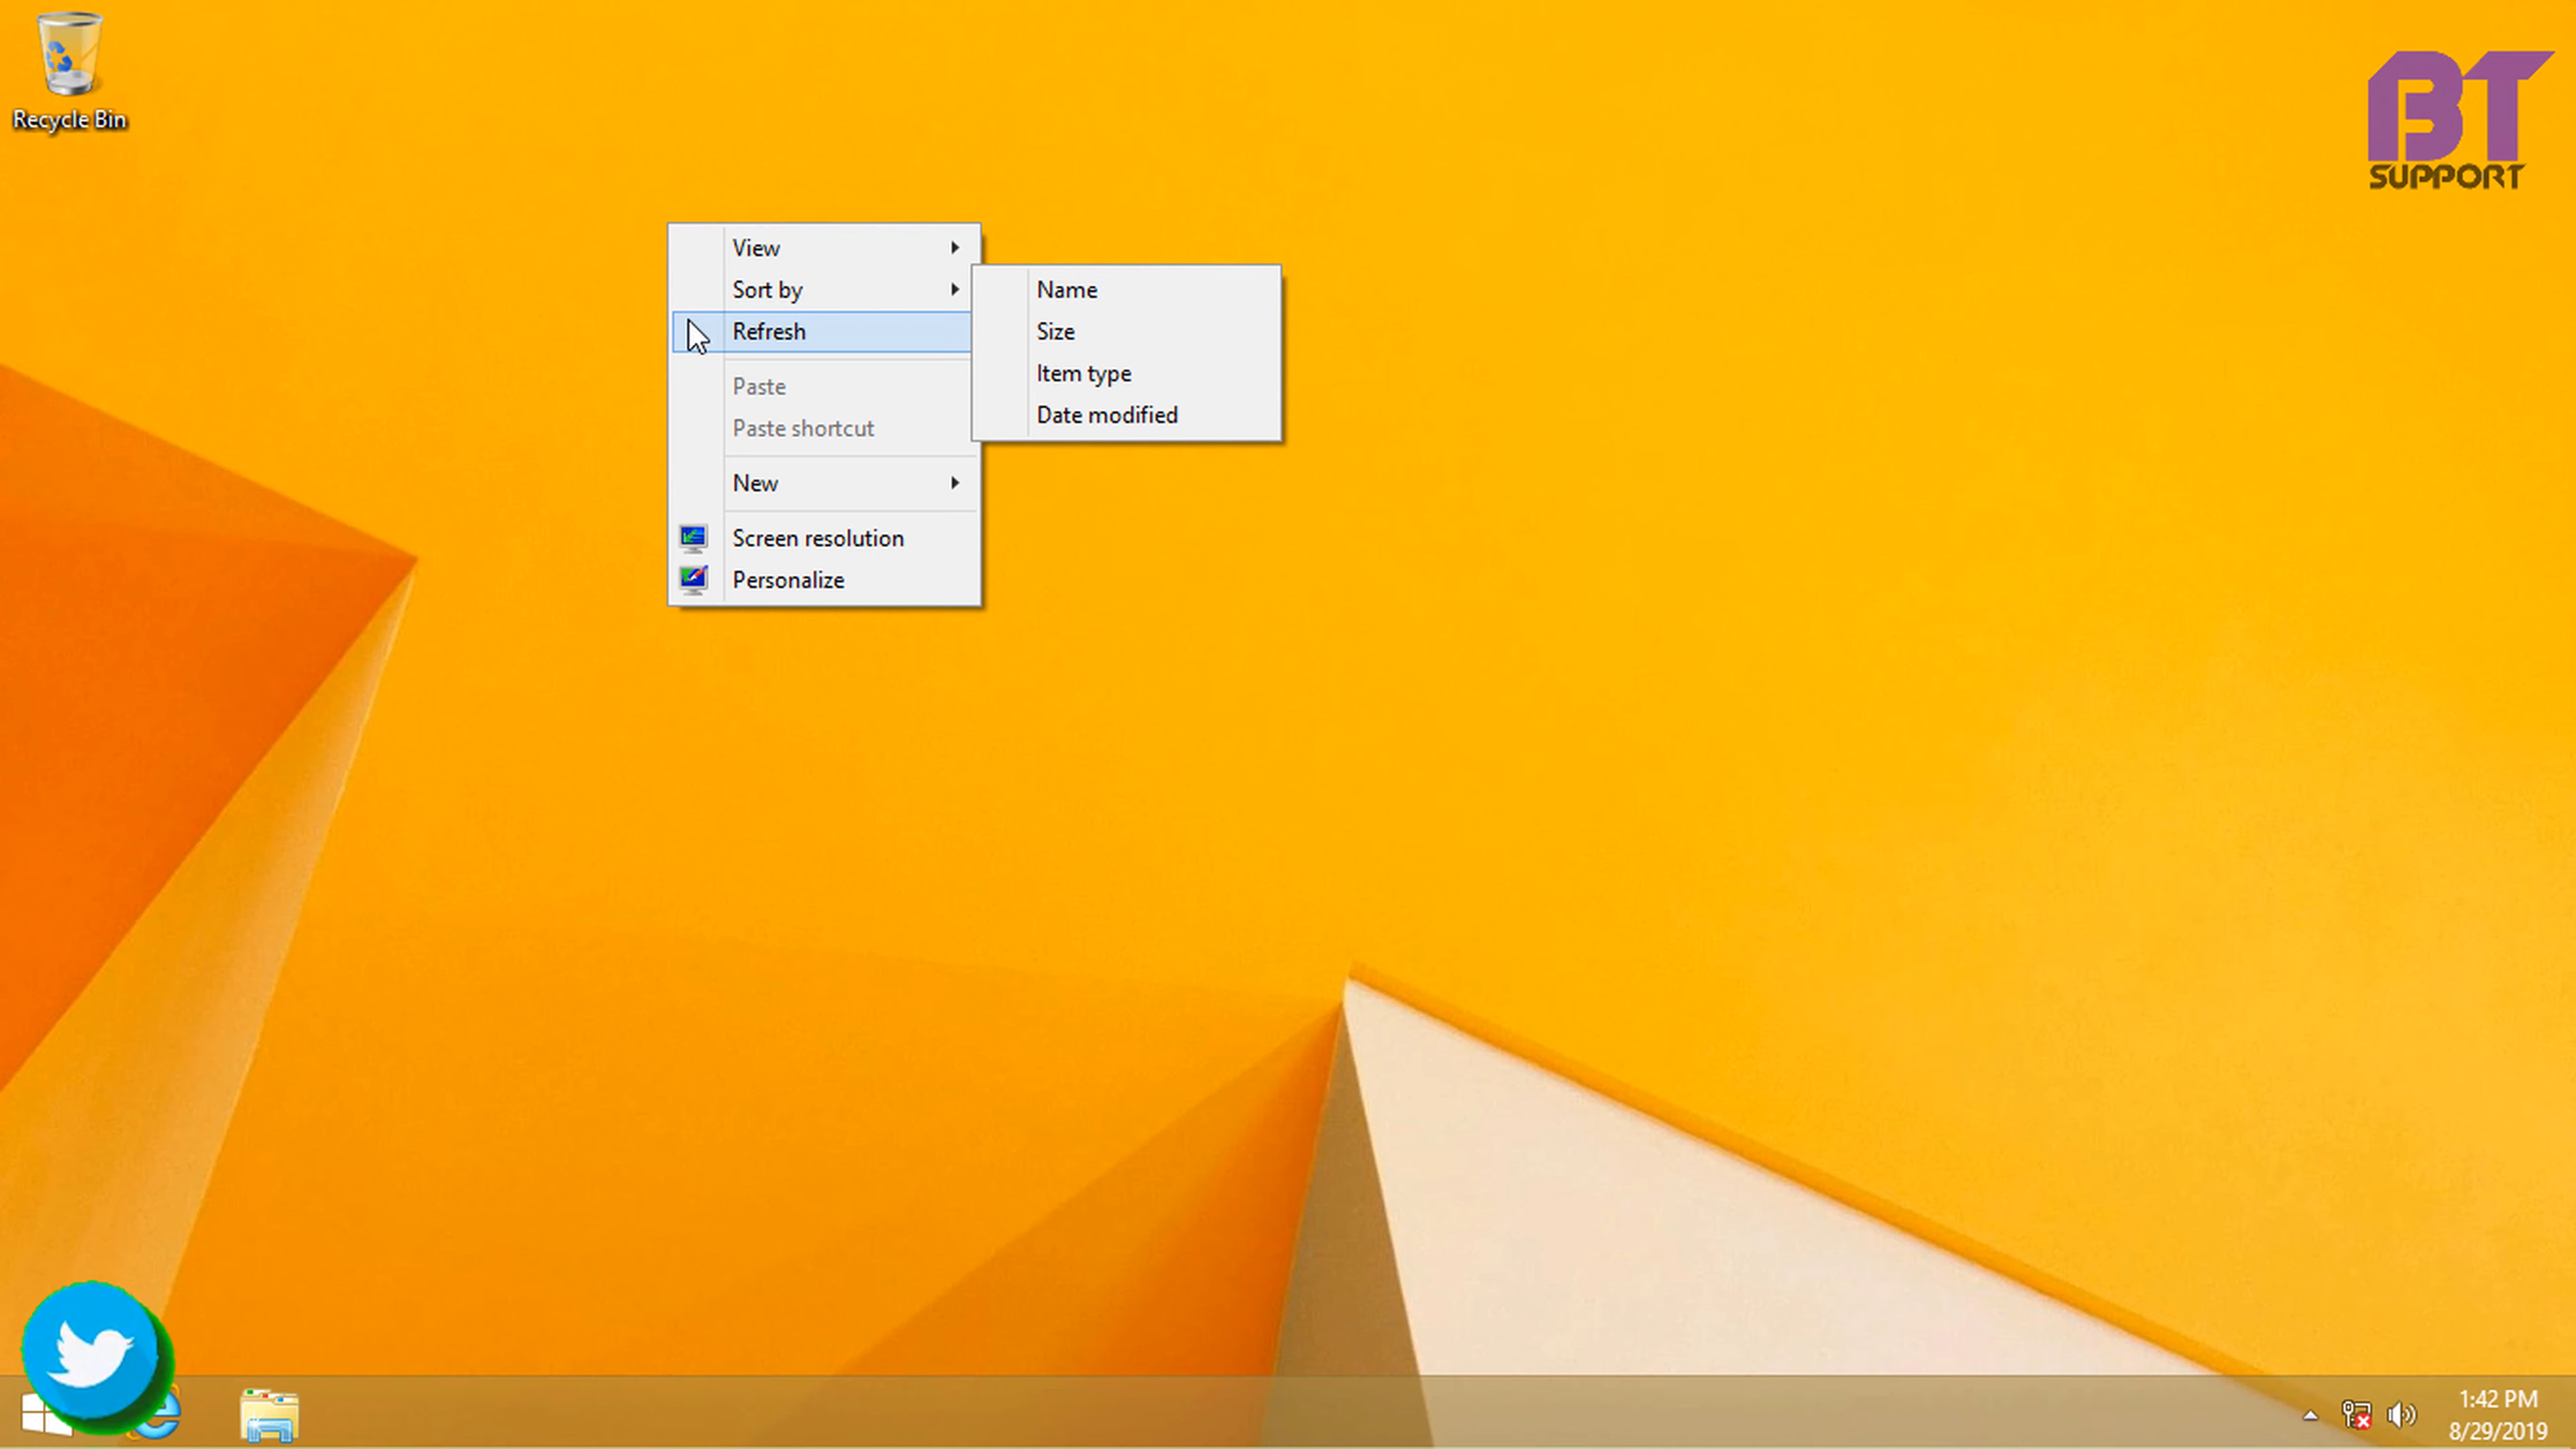 Recycle Bin
BT
SUPPORT
View
Sort by
Refresh
Paste
Paste shortcut
New
Screen resolution
Personalize
Name
Size
Item type
Date modified
1:42 PM
8/29/2019